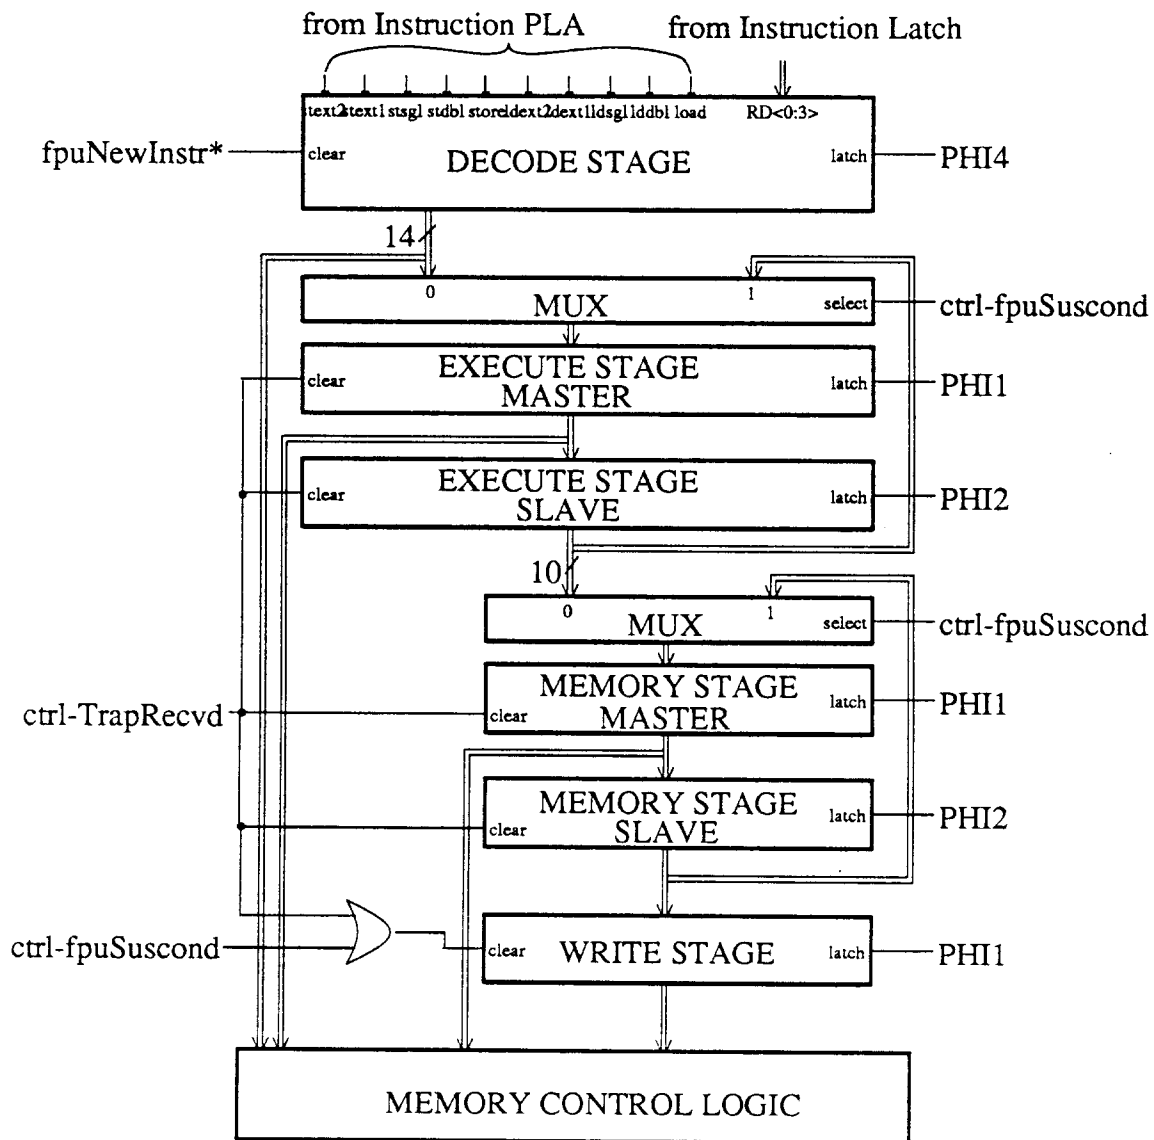 from Instruction PLA
from Instruction Latch
stext2 stext1 stsgl stdbl store ldext2 ldext1 ldsgl lddbl load RD<0:3>
fpuNewInstr*
clear
DECODE STAGE
latch
PHI4
14
0
1
MUX
select
ctrl-fpuSuscond
clear
EXECUTE STAGE
MASTER
latch
PHI1
clear
EXECUTE STAGE
SLAVE
latch
PHI2
10
0
1
MUX
select
ctrl-fpuSuscond
ctrl-TrapRecvd
clear
MEMORY STAGE
MASTER
latch
PHI1
clear
MEMORY STAGE
SLAVE
latch
PHI2
ctrl-fpuSuscond
clear
WRITE STAGE
latch
PHI1
MEMORY CONTROL LOGIC